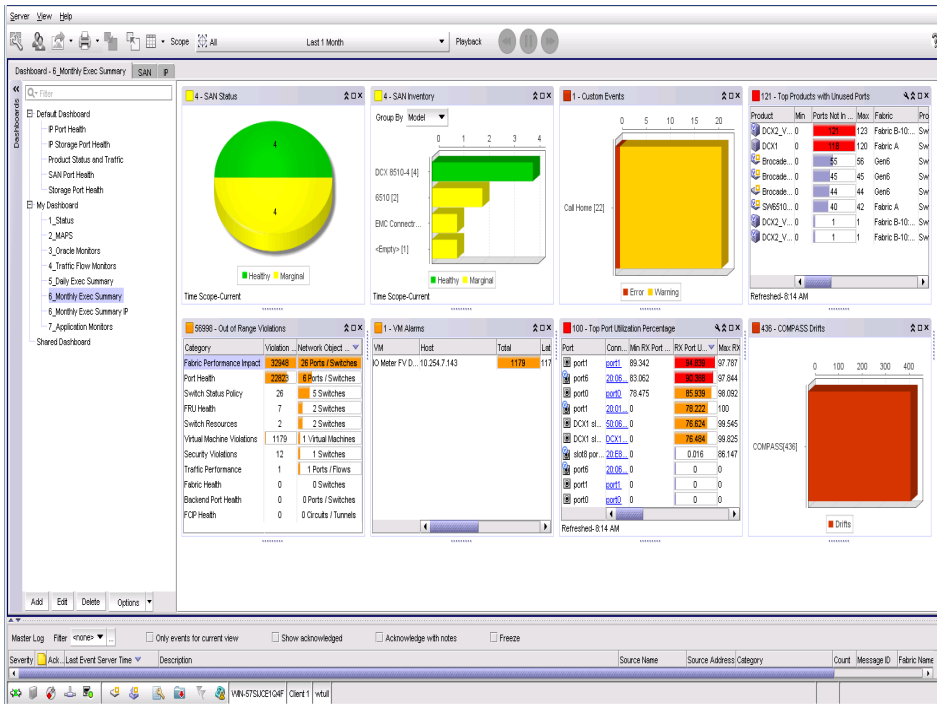 Server View Help
Scope All Last 1 Month Playback
Dashboard - 6_Monthly Exec Summary SAN IP
Dashboards
Filter
Default Dashboard
IP Port Health
IP Storage Port Health
Product Status and Traffic
SAN Port Health
Storage Port Health
My Dashboard
1_Status
2_MAPS
3_Oracle Monitors
4_Traffic Flow Monitors
5_Daily Exec Summary
6_Monthly Exec Summary
6_Monthly Exec Summary IP
7_Application Monitors
Shared Dashboard
Add Edit Delete Options
4 - SAN Status
4
4
Healthy Marginal
Time Scope-Current
4 - SAN Inventory
Group By Model
0 1 2 3 4
DCX 8510-4 [4]
6510 [2]
EMC Connectr...
<Empty> [1]
Healthy Marginal
Time Scope-Current
1 - Custom Events
0 5 10 15 20
Call Home [22]
Error Warning
121 - Top Products with Unused Ports
Product Min Ports Not In ... Max Fabric Pro
DCX2_V... 0 121 123 Fabric B-10:... Sw
DCX1 0 118 120 Fabric A Sw
Brocade... 0 55 56 Gen6 Sw
Brocade... 0 45 45 Gen6 Sw
Brocade... 0 44 44 Gen6 Sw
SW6510... 0 40 42 Fabric A Sw
DCX2_V... 0 1 1 Fabric B-10:... Sw
DCX2_V... 0 1 1 Fabric B-10:... Sw
Refreshed- 8:14 AM
56998 - Out of Range Violations
Category Violation ... Network Object ...
Fabric Performance Impact 32948 26 Ports / Switches
Port Health 22823 6 Ports / Switches
Switch Status Policy 26 5 Switches
FRU Health 7 2 Switches
Switch Resources 2 2 Switches
Virtual Machine Violations 1179 1 Virtual Machines
Security Violations 12 1 Switches
Traffic Performance 1 1 Ports / Flows
Fabric Health 0 0 Switches
Backend Port Health 0 0 Ports / Switches
FCIP Health 0 0 Circuits / Tunnels
1 - VM Alarms
VM Host Total Lat
IO Meter FV D... 10.254.7.143 1179 117
100 - Top Port Utilization Percentage
Port Conn... Min RX Port ... RX Port U... Max RX
port1 port1 89.342 94.939 97.787
port6 20:06... 83.062 90.388 97.844
port0 port0 78.475 85.939 98.092
port1 20:01... 0 78.222 100
DCX1 sl... 50:06... 0 76.624 99.545
DCX1 sl... DCX1... 0 76.484 99.825
slot8 por... 20:E8... 0 0.016 86.147
port6 20:06... 0 0 0
port1 port1 0 0 0
port0 port0 0 0 0
Refreshed- 8:14 AM
436 - COMPASS Drifts
0 100 200 300 400
COMPASS[436]
Drifts
Master Log Filter <none> ... Only events for current view Show acknowledged Acknowledge with notes Freeze
Severity Ack... Last Event Server Time Description Source Name Source Address Category Count Message ID Fabric Name
WIN-57SIJCE1Q4F Client 1 wtull